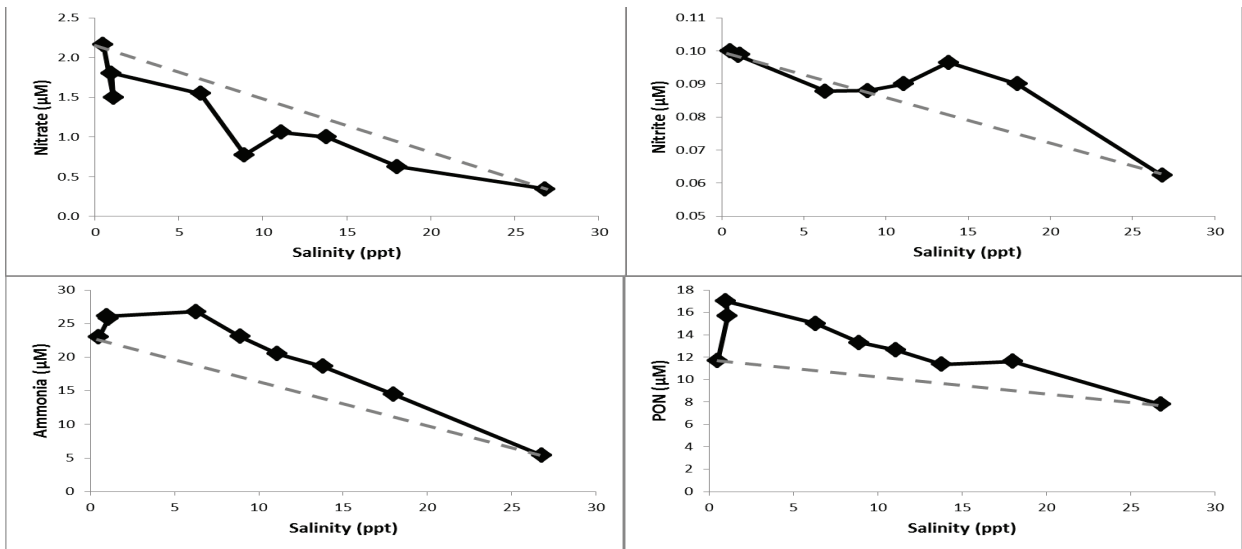 Nitrate (µM)
2.5
2.0
1.5
1.0
0.5
0.0
0 5 10 15 20 25 30
Salinity (ppt)
Nitrite (µM)
0.11
0.10
0.09
0.08
0.07
0.06
0.05
0 5 10 15 20 25 30
Salinity (ppt)
Ammonia (µM)
30
25
20
15
10
5
0
0 5 10 15 20 25 30
Salinity (ppt)
PON (µM)
18
16
14
12
10
8
6
4
2
0
0 5 10 15 20 25 30
Salinity (ppt)